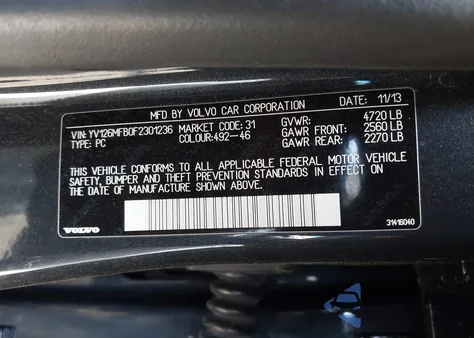 MFD BY VOLVO CAR CORPORATION DATE: 11/13
VIN: YV126MFB0F2301236 MARKET CODE: 31 GVWR: 4720 LB
TYPE: PC COLOUR:492-46 GAWR FRONT: 2560 LB
GAWR REAR: 2270 LB
THIS VEHICLE CONFORMS TO ALL APPLICABLE FEDERAL MOTOR VEHICLE
SAFETY, BUMPER AND THEFT PREVENTION STANDARDS IN EFFECT ON
THE DATE OF MANUFACTURE SHOWN ABOVE.
VOLVO 31416040